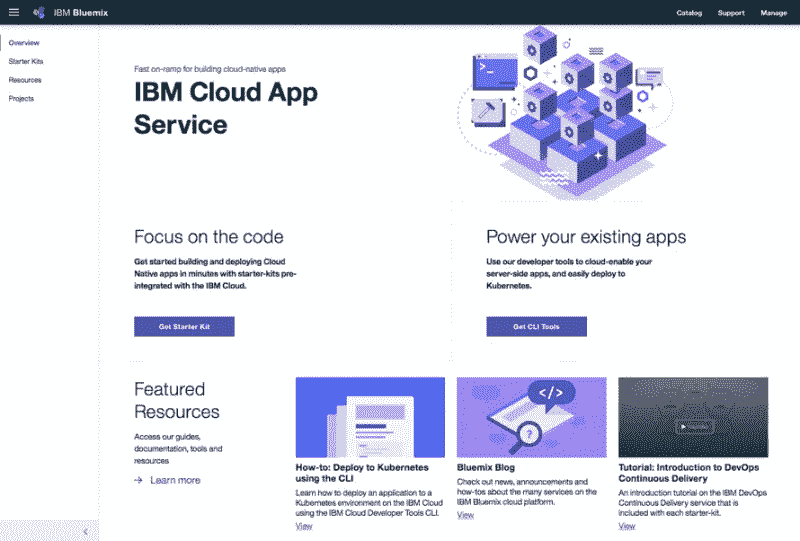 IBM Bluemix
Catalog
Support
Manage
Overview
Starter Kits
Resources
Projects
Fast on-ramp for building cloud-native apps
IBM Cloud App
Service
Focus on the code
Get started building and deploying Cloud
Native apps in minutes with starter-kits pre-
integrated with the IBM Cloud.
Get Starter Kit
Power your existing apps
Use our developer tools to cloud-enable your
server-side apps, and easily deploy to
Kubernetes.
Get CLI Tools
Featured
Resources
Access our guides,
documentation, tools and
resources
→ Learn more
</>
?
How-to: Deploy to Kubernetes
using the CLI
Learn how to deploy an application to a
Kubernetes environment on the IBM Cloud
using the IBM Cloud Developer Tools CLI.
View
Bluemix Blog
Check out news, announcements and
how-tos about the many services on the
IBM Bluemix cloud platform.
View
Tutorial: Introduction to DevOps
Continuous Delivery
An introduction tutorial on the IBM DevOps
Continuous Delivery service that is
included with each starter-kit.
View